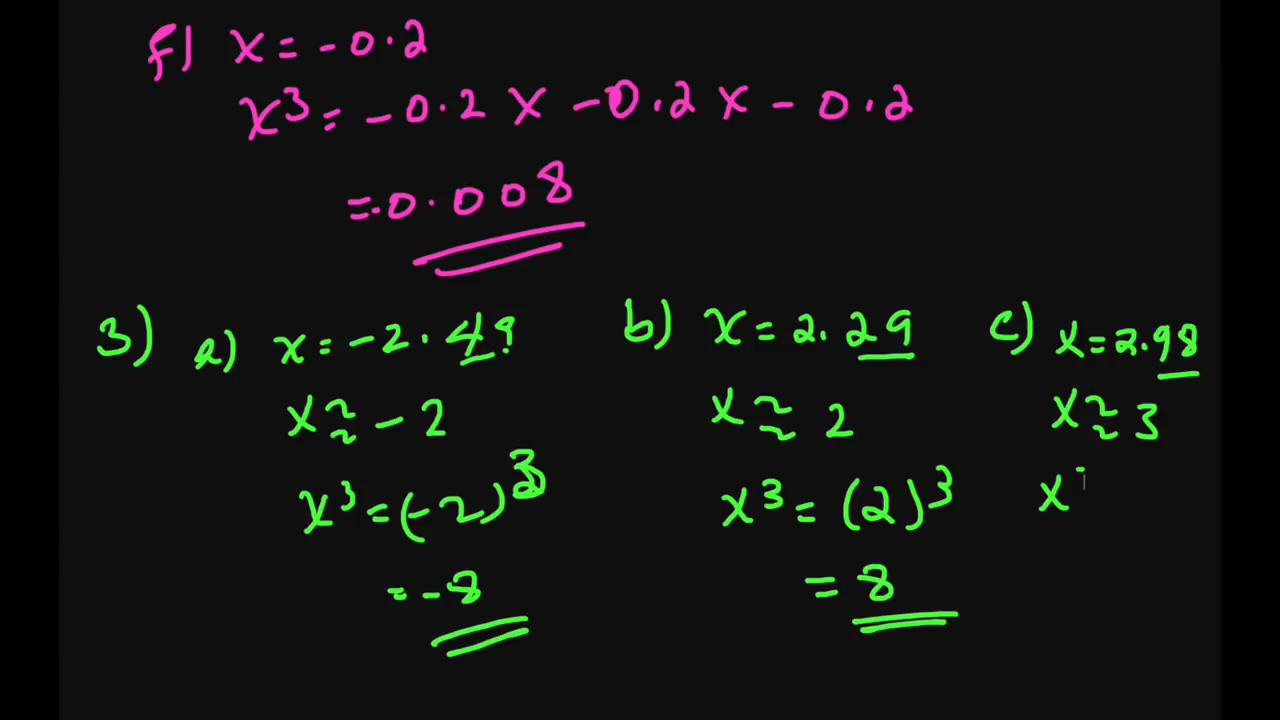 f) x = -0.2
x³ = -0.2 x -0.2 x -0.2
= -0.008
3) a) x = -2.49
x ≈ -2
x³ = (-2)³
= -8
b) x = 2.29
x ≈ 2
x³ = (2)³
= 8
c) x = 2.98
x ≈ 3
x